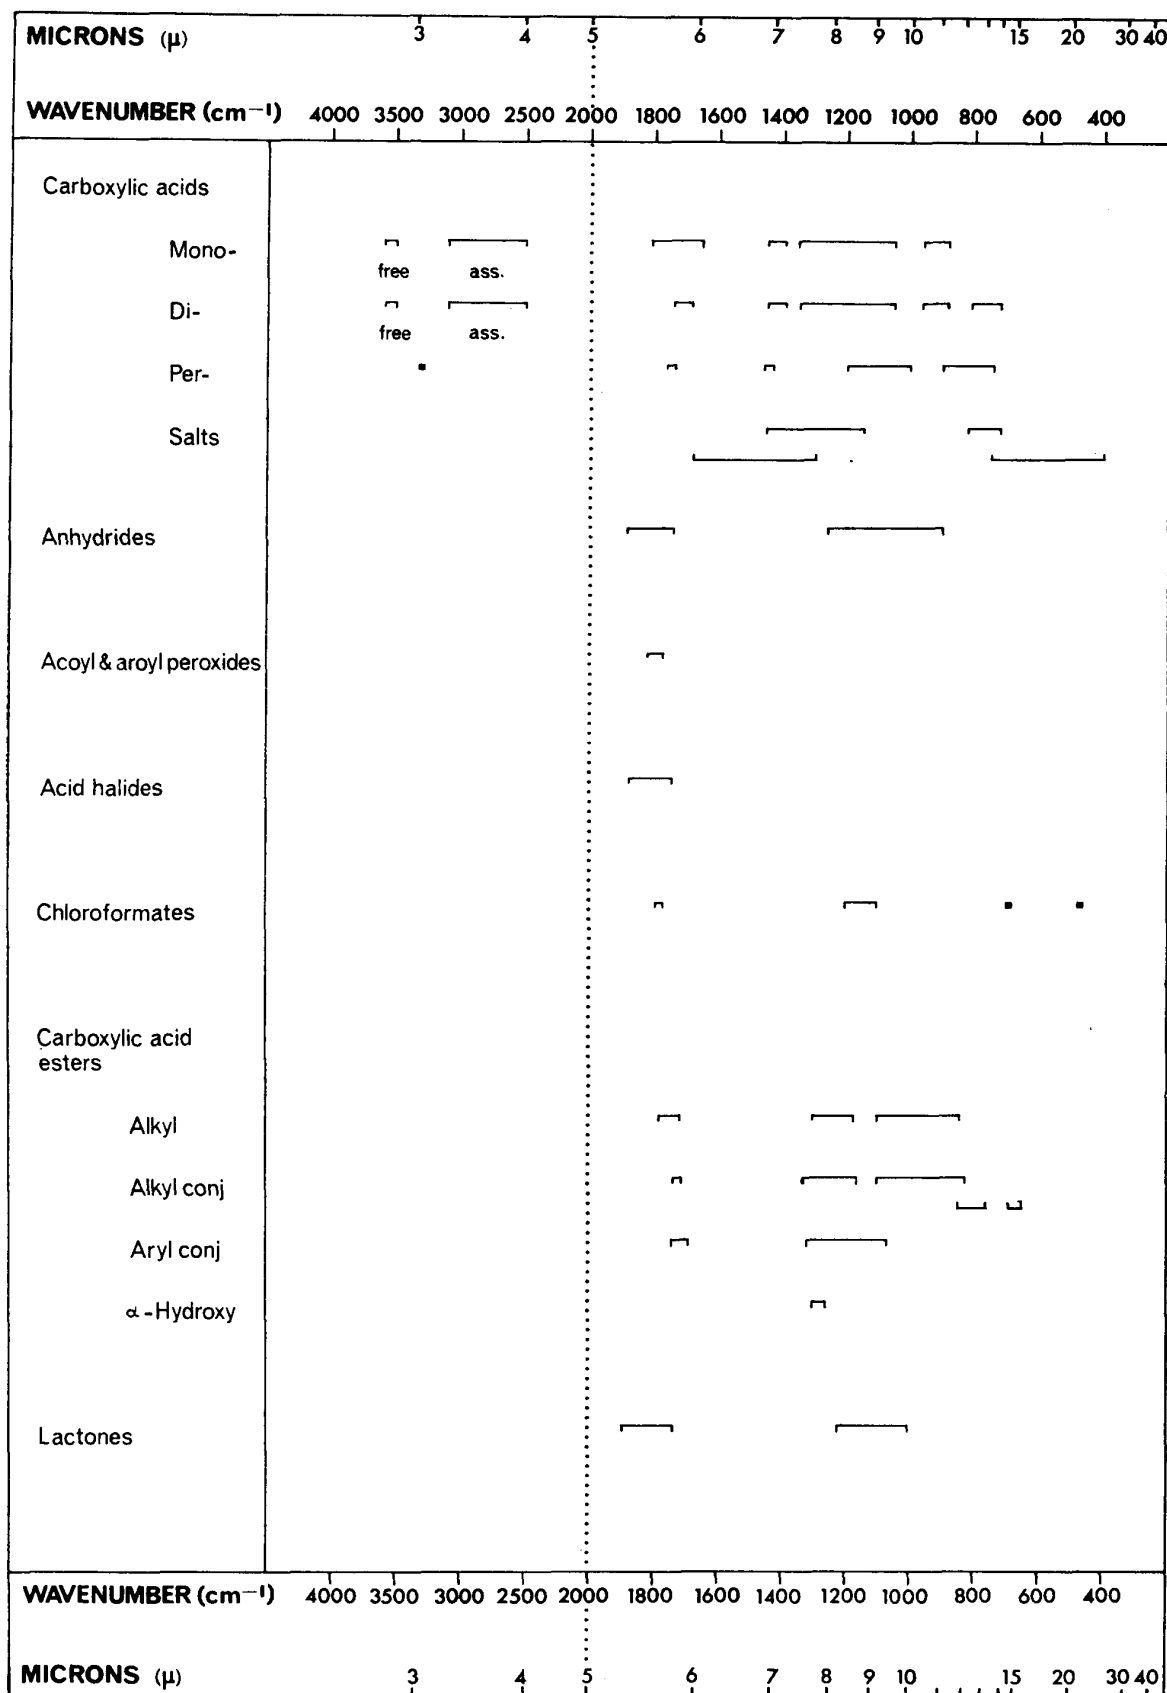 MICRONS (μ) 3 4 5 6 7 8 9 10 15 20 30 40
WAVENUMBER (cm⁻¹) 4000 3500 3000 2500 2000 1800 1600 1400 1200 1000 800 600 400
Carboxylic acids
Mono-
free ass.
Di-
free ass.
Per-
Salts
Anhydrides
Acoyl & aroyl peroxides
Acid halides
Chloroformates
Carboxylic acid
esters
Alkyl
Alkyl conj
Aryl conj
α-Hydroxy
Lactones
WAVENUMBER (cm⁻¹) 4000 3500 3000 2500 2000 1800 1600 1400 1200 1000 800 600 400
MICRONS (μ) 3 4 5 6 7 8 9 10 15 20 30 40